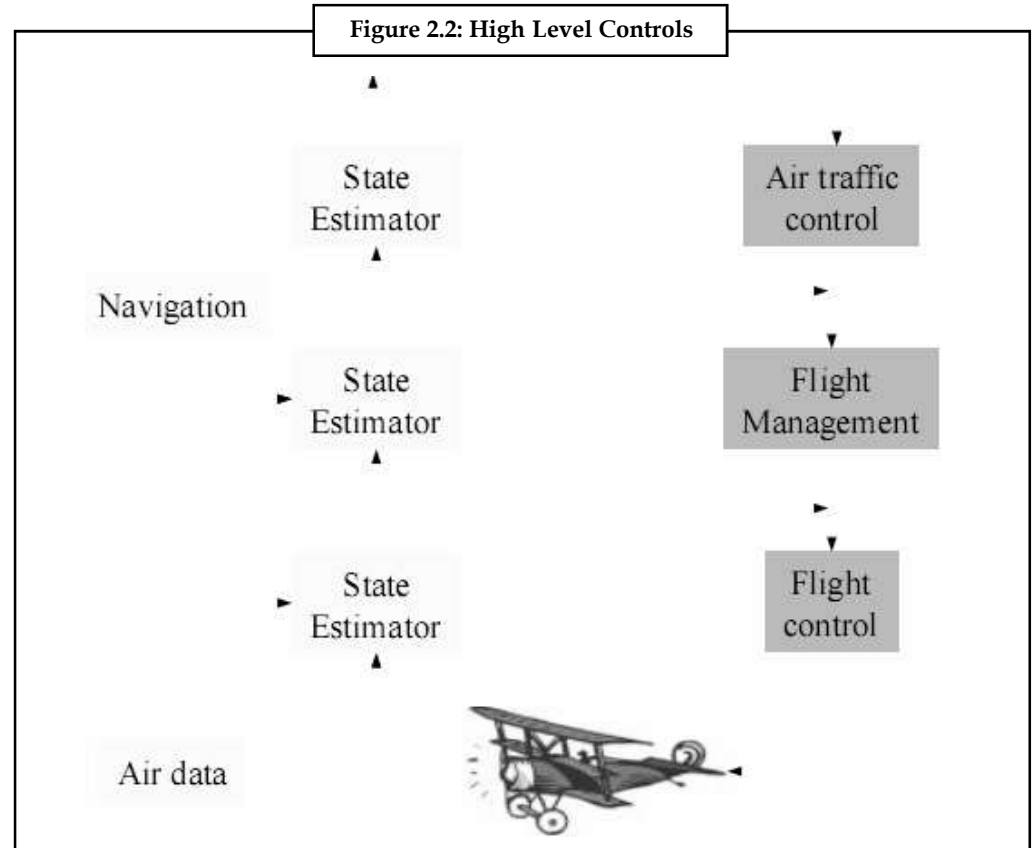 Figure 2.2: High Level Controls
State
Estimator
Air traffic
control
Navigation
State
Estimator
Flight
Management
State
Estimator
Flight
control
Air data